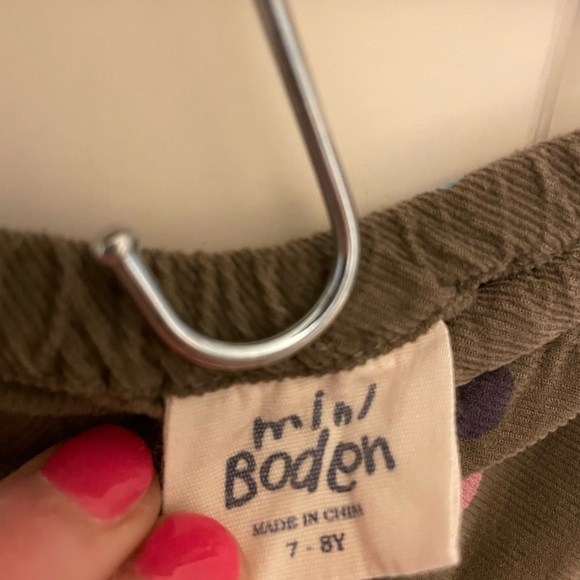 mini
Boden
MADE IN CHINA
7 - 8Y